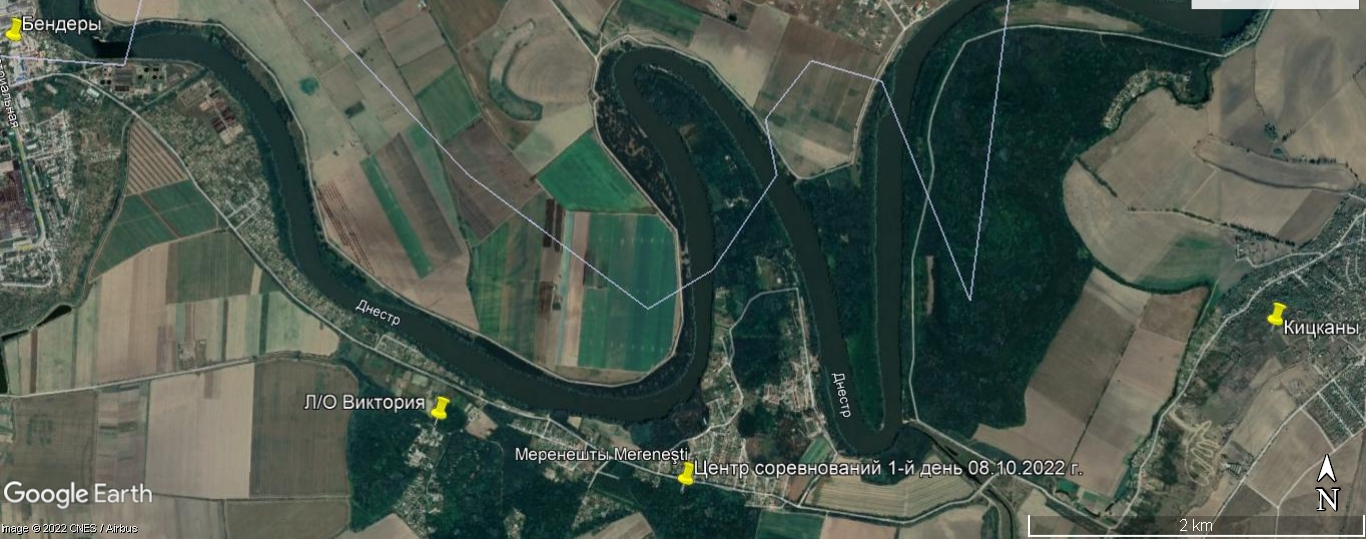 Бендеры
Днестр
Днестр
Кицканы
Л/О Виктория
Меренешты Merenești
Центр соревнований 1-й день 08.10.2022 г.
Google Earth
N
Image © 2022 CNES / Airbus
2 km